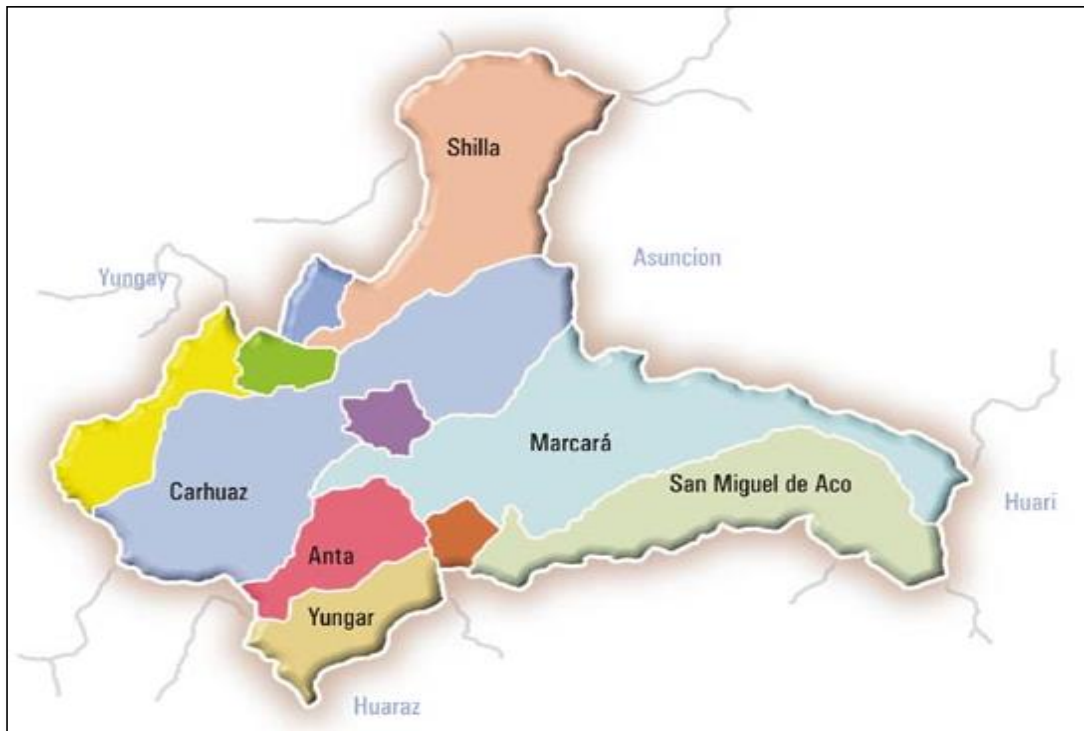 Shilla
Asuncion
Yungay
Marcará
San Miguel de Aco
Carhuaz
Huari
Anta
Yungar
Huaraz